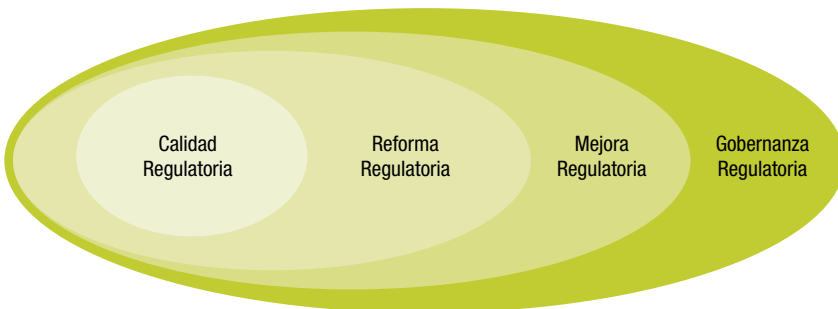 Calidad
Regulatoria
Reforma
Regulatoria
Mejora
Regulatoria
Gobernanza
Regulatoria